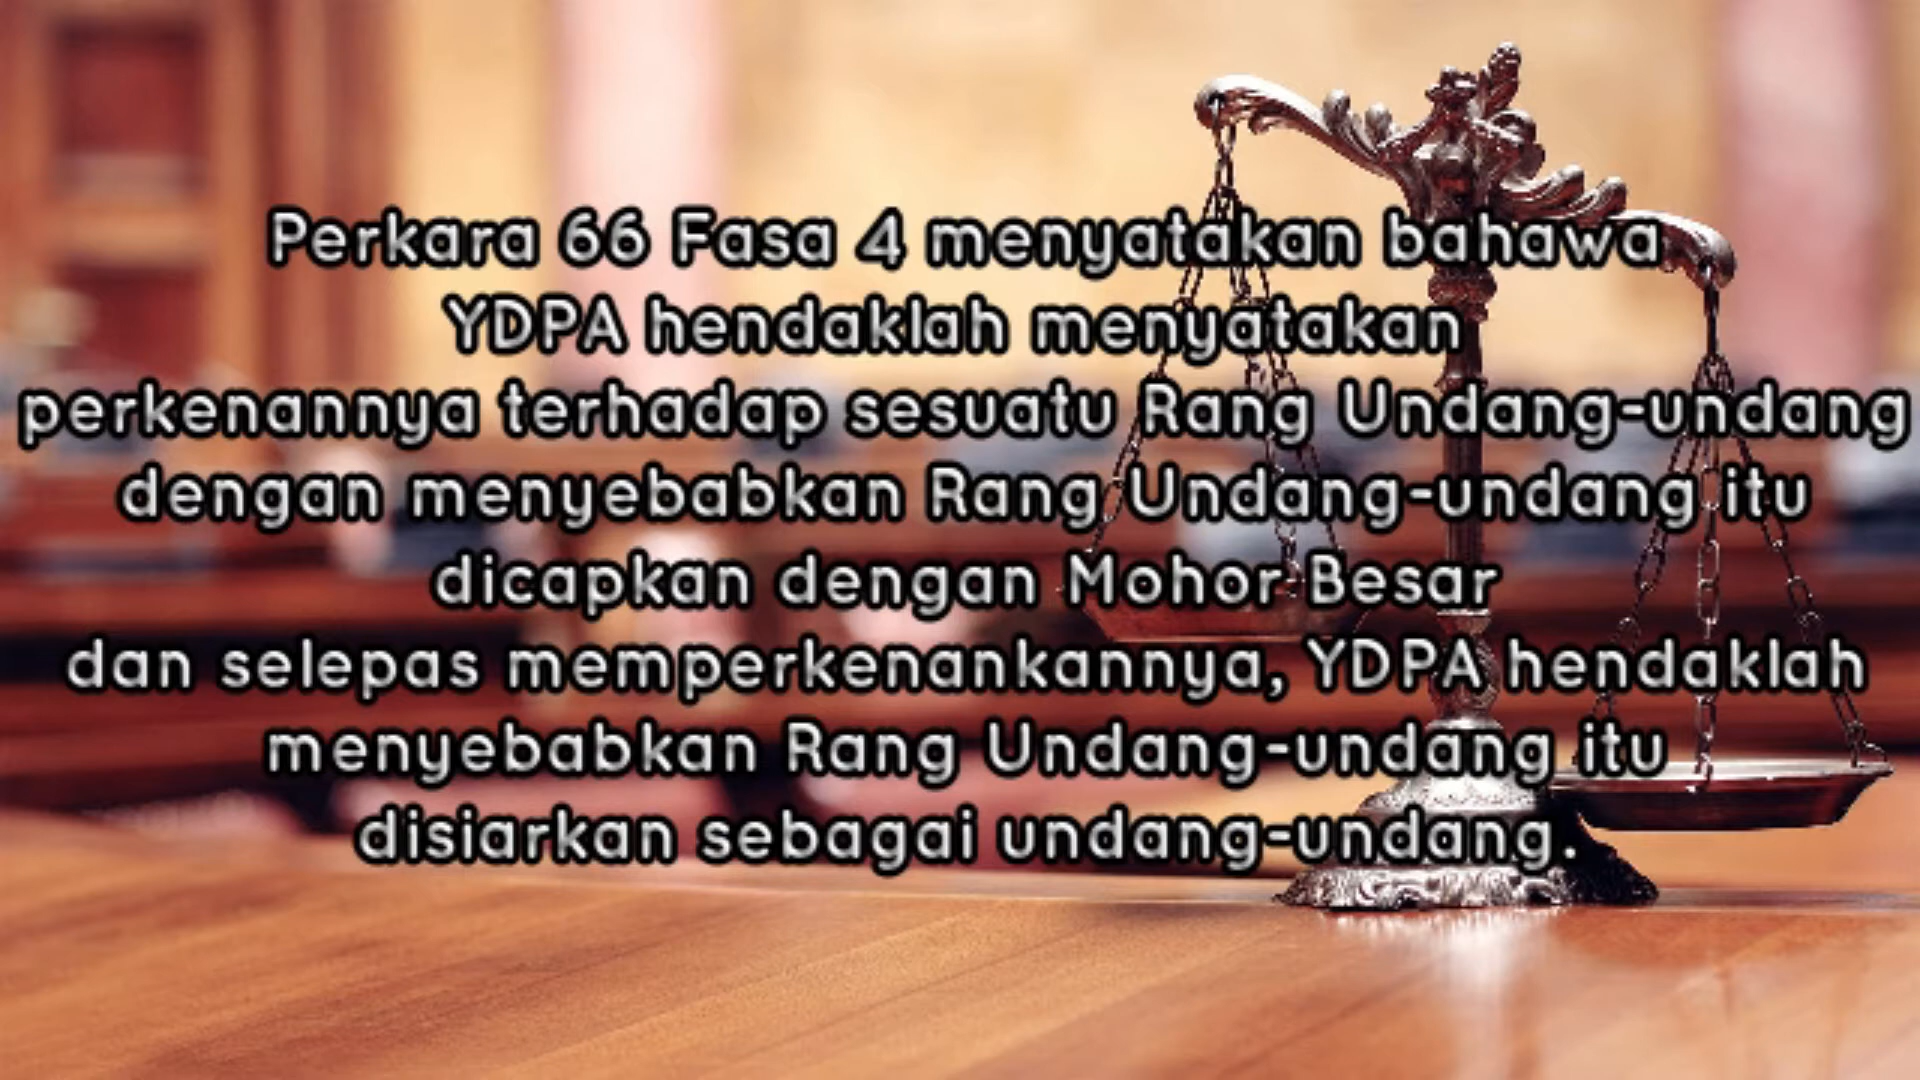 Perkara 66 Fasa 4 menyatakan bahawa
YDPA hendaklah menyatakan
perkenannya terhadap sesuatu Rang Undang-undang
dengan menyebabkan Rang Undang-undang itu
dicapkan dengan Mohor Besar
dan selepas memperkenankannya, YDPA hendaklah
menyebabkan Rang Undang-undang itu
disiarkan sebagai undang-undang.